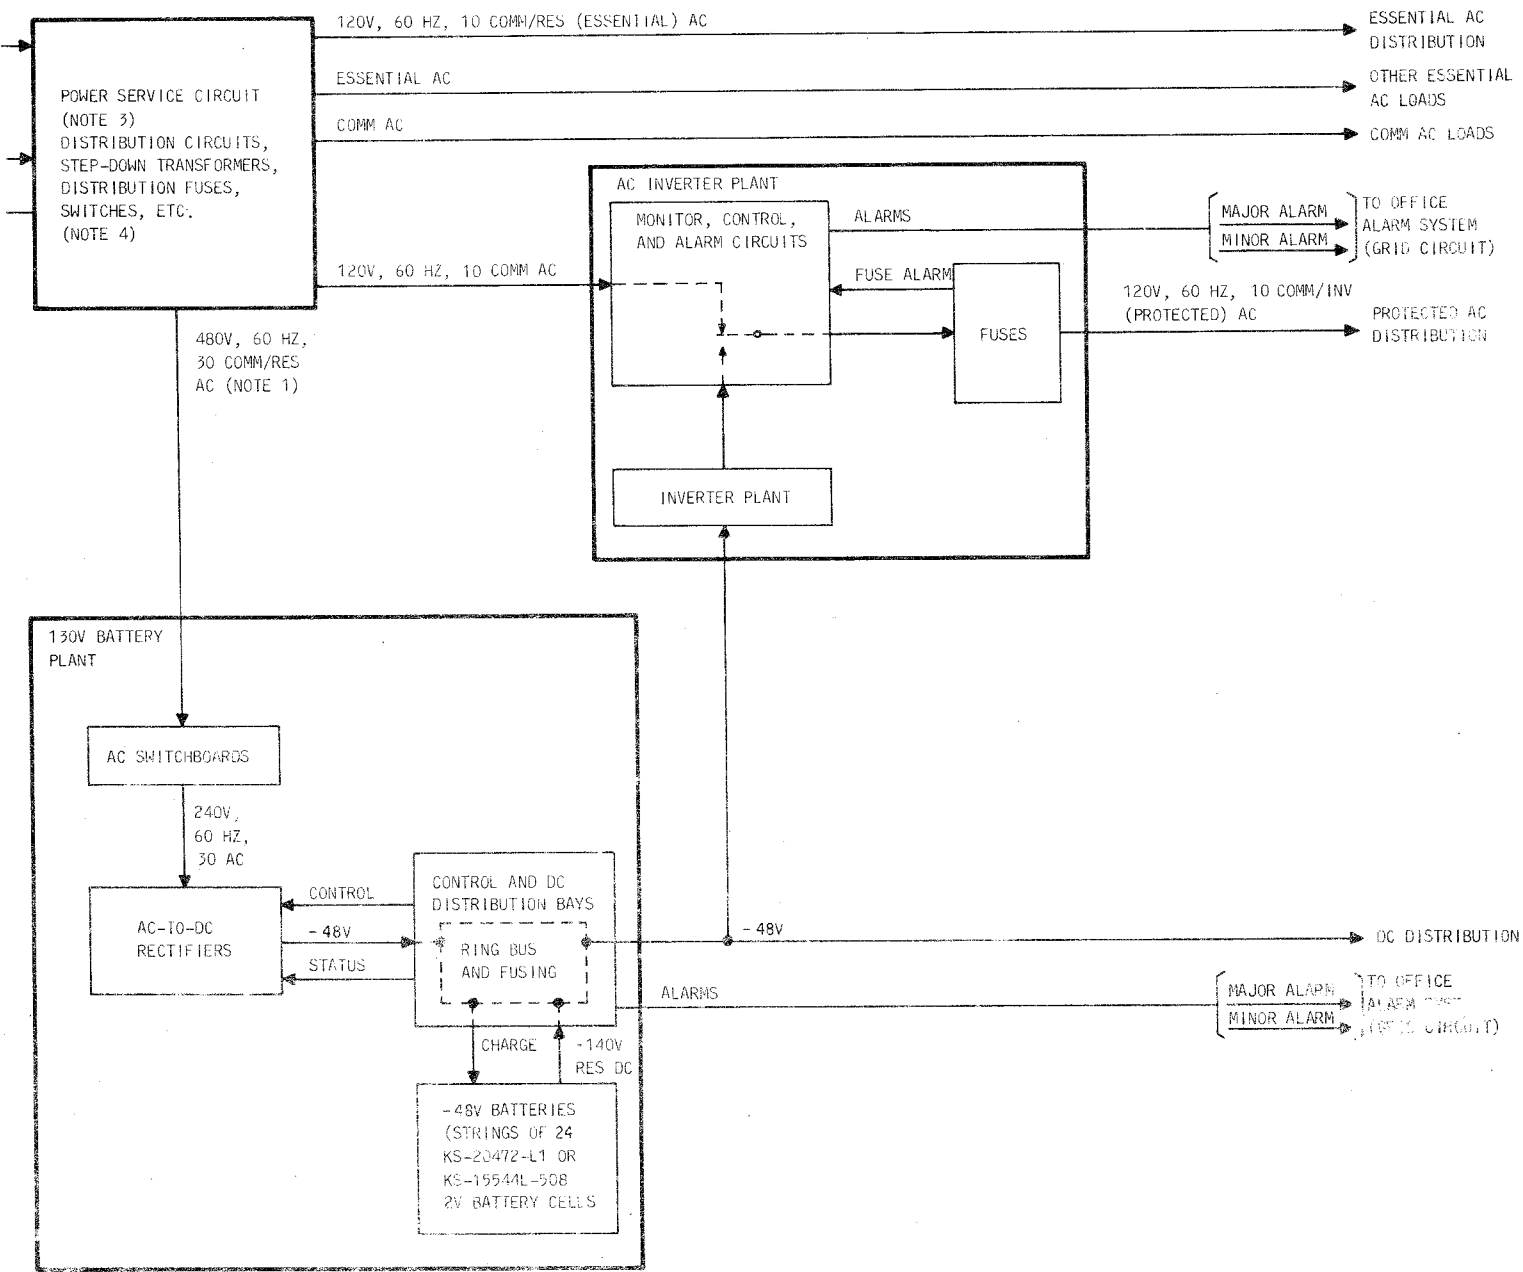 120V, 60 HZ, 10 COMM/RES (ESSENTIAL) AC
ESSENTIAL AC
DISTRIBUTION
ESSENTIAL AC
OTHER ESSENTIAL
AC LOADS
COMM AC
COMM AC LOADS
POWER SERVICE CIRCUIT
(NOTE 3)
DISTRIBUTION CIRCUITS,
STEP-DOWN TRANSFORMERS,
DISTRIBUTION FUSES,
SWITCHES, ETC.
(NOTE 4)
AC INVERTER PLANT
MONITOR, CONTROL,
AND ALARM CIRCUITS
ALARMS
MAJOR ALARM
MINOR ALARM
TO OFFICE
ALARM SYSTEM
(GRID CIRCUIT)
120V, 60 HZ, 10 COMM AC
FUSE ALARM
FUSES
120V, 60 HZ, 10 COMM/INV
(PROTECTED) AC
PROTECTED AC
DISTRIBUTION
480V, 60 HZ,
30 COMM/RES
AC (NOTE 1)
INVERTER PLANT
130V BATTERY
PLANT
AC SWITCHBOARDS
240V,
60 HZ,
30 AC
AC-TO-DC
RECTIFIERS
CONTROL
-48V
STATUS
CONTROL AND DC
DISTRIBUTION BAYS
RING BUS
AND FUSING
-48V
DC DISTRIBUTION
ALARMS
MAJOR ALARM
MINOR ALARM
TO OFFICE
ALARM
CIRCUIT)
CHARGE
-140V
RES DC
-48V BATTERIES
(STRINGS OF 24
KS-20472-L1 OR
KS-15544L-508
2V BATTERY CELLS